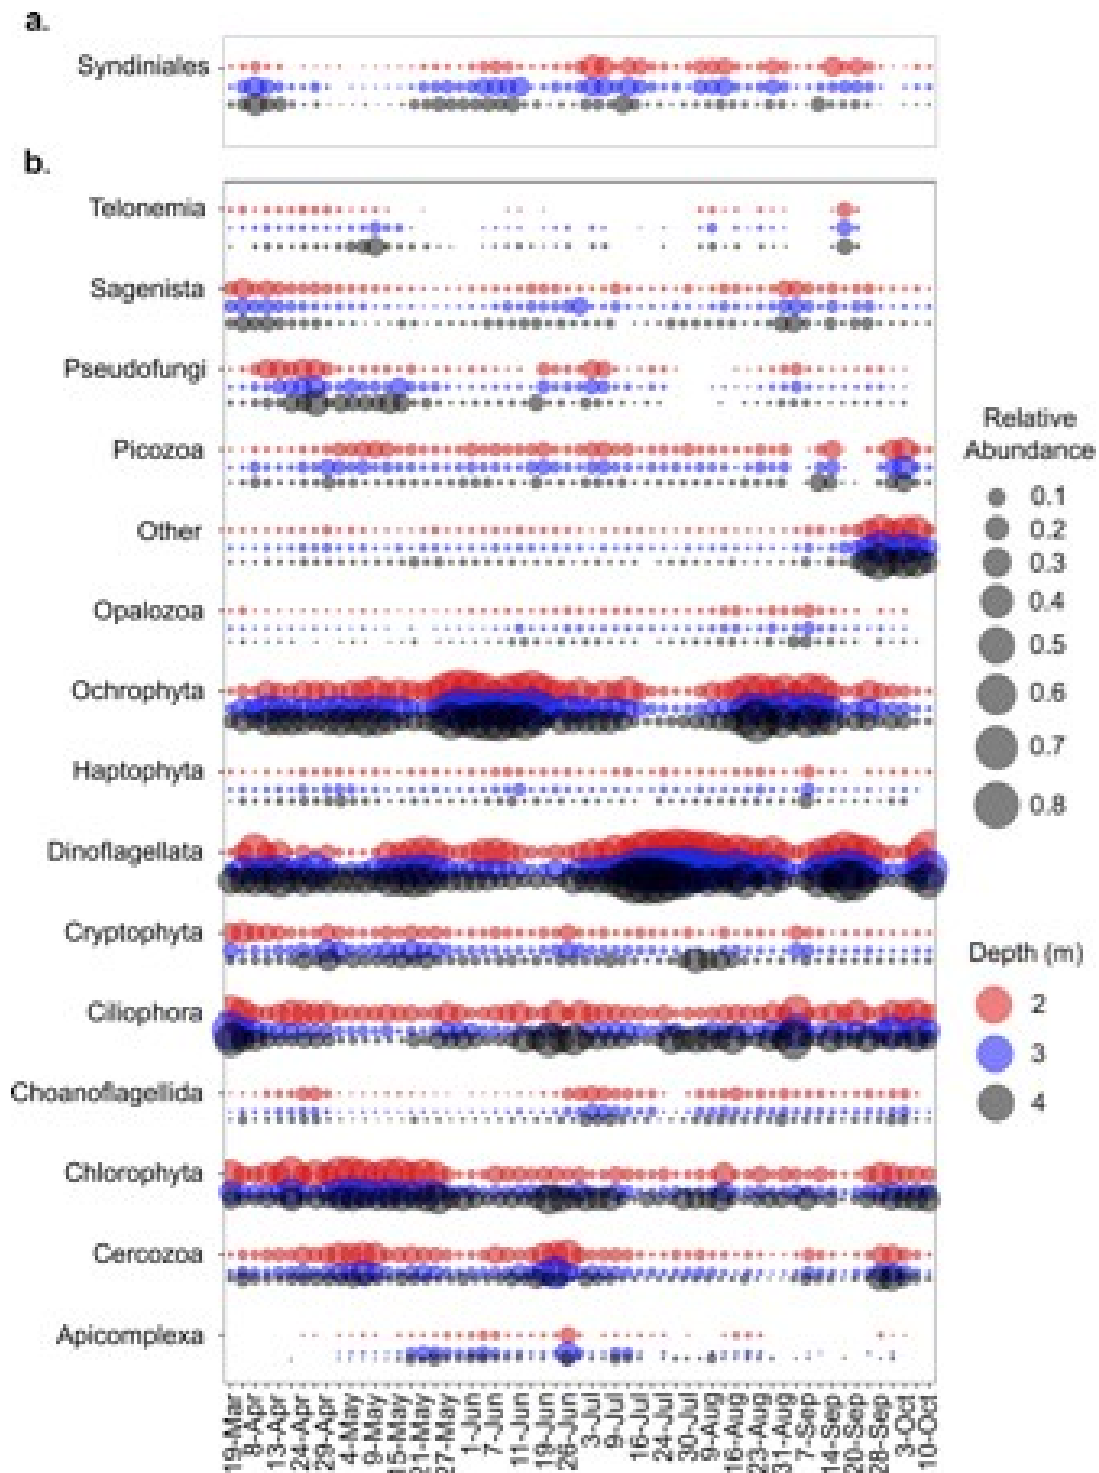 a.
Syndiniales
b.
Telonemia
Sagenista
Pseudofungi
Picozoa
Other
Opalozoa
Ochrophyta
Haptophyta
Dinoflagellata
Cryptophyta
Ciliophora
Choanoflagellida
Chlorophyta
Cercozoa
Apicomplexa
19-Mar
8-Apr
13-Apr
24-Apr
29-Apr
4-May
9-May
15-May
21-May
27-May
1-Jun
7-Jun
11-Jun
19-Jun
26-Jun
3-Jul
9-Jul
16-Jul
24-Jul
30-Jul
9-Aug
16-Aug
23-Aug
31-Aug
7-Sep
14-Sep
20-Sep
28-Sep
3-Oct
10-Oct
Relative
Abundance
0.1
0.2
0.3
0.4
0.5
0.6
0.7
0.8
Depth (m)
2
3
4